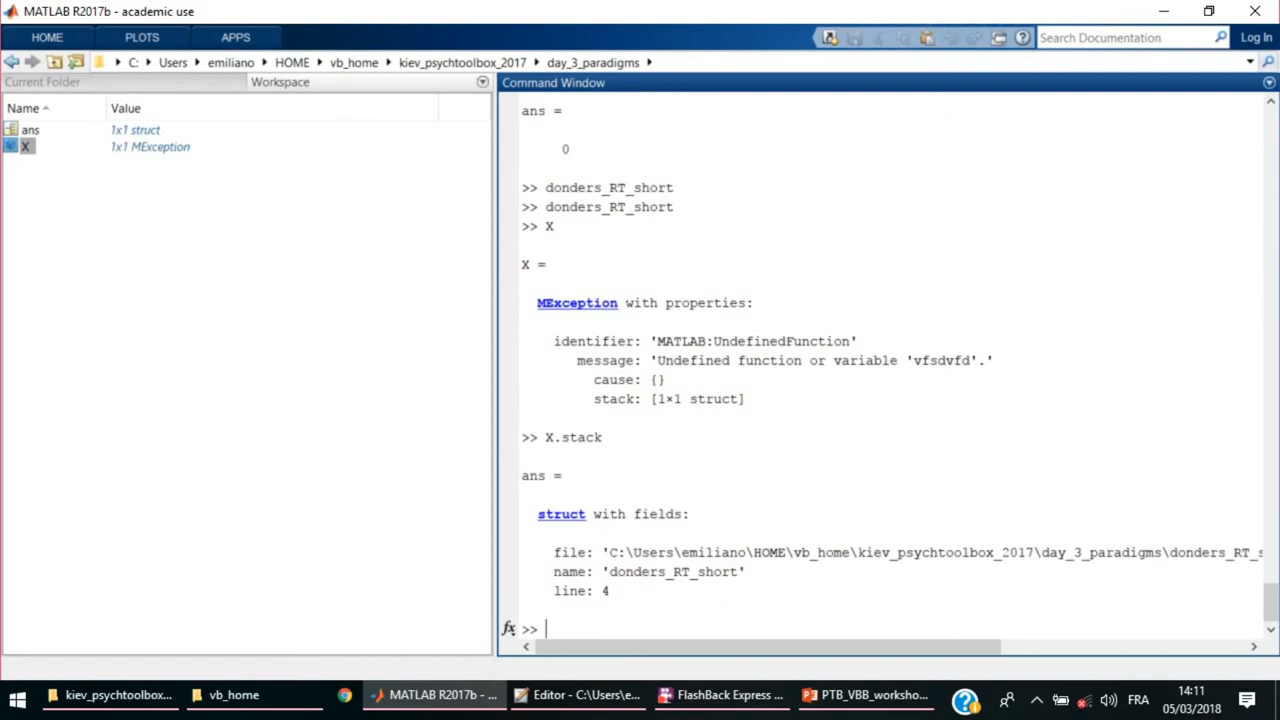 MATLAB R2017b - academic use
HOME PLOTS APPS
Search Documentation
Log In
C: Users emiliano HOME vb_home kiev_psychtoolbox_2017 day_3_paradigms
Current Folder Workspace
Command Window
Name Value
ans 1x1 struct
X 1x1 MException
ans =
0
>> donders_RT_short
>> donders_RT_short
>> X
X =
MException with properties:
identifier: 'MATLAB:UndefinedFunction'
message: 'Undefined function or variable 'vfsdvfd'.'
cause: {}
stack: [1×1 struct]
>> X.stack
ans =
struct with fields:
file: 'C:\Users\emiliano\HOME\vb_home\kiev_psychtoolbox_2017\day_3_paradigms\donders_RT_s
name: 'donders_RT_short'
line: 4
fx >>
kiev_psychtoolbox... vb_home MATLAB R2017b - ... Editor - C:\Users\e... FlashBack Express ... PTB_VBB_worksho... FRA 14:11
05/03/2018